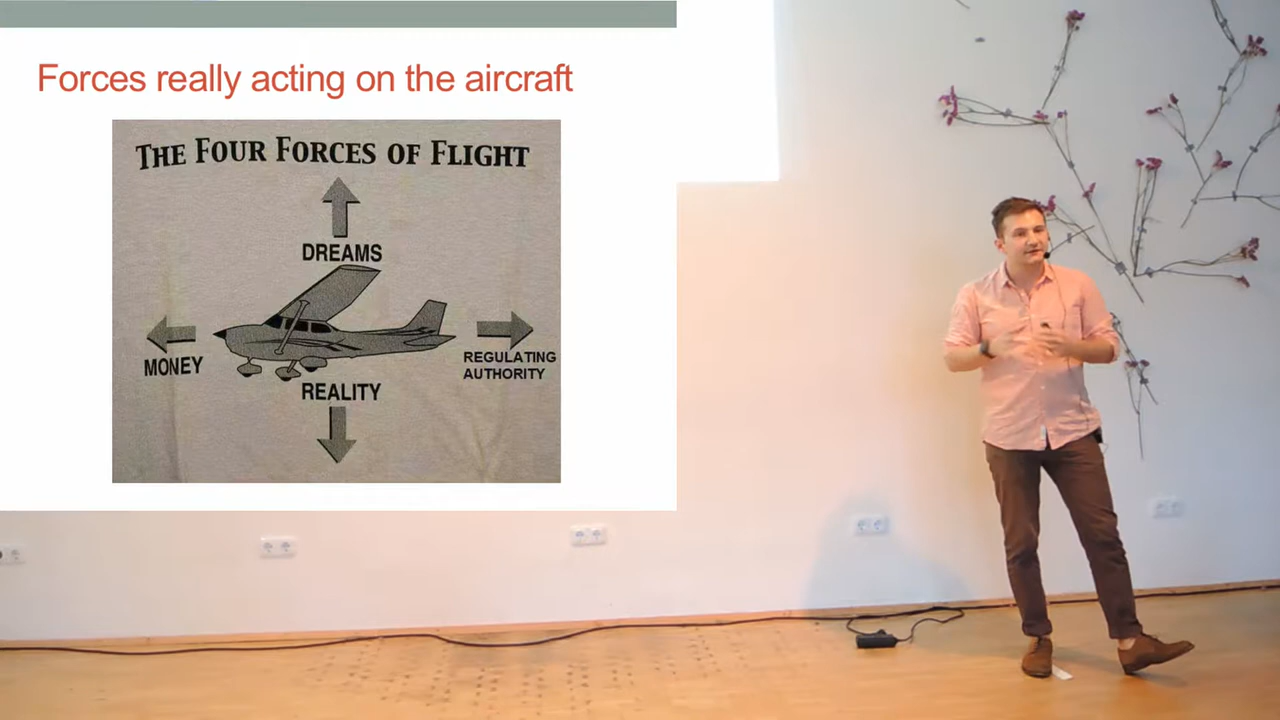 Forces really acting on the aircraft
THE FOUR FORCES OF FLIGHT
DREAMS
MONEY
REGULATING
AUTHORITY
REALITY